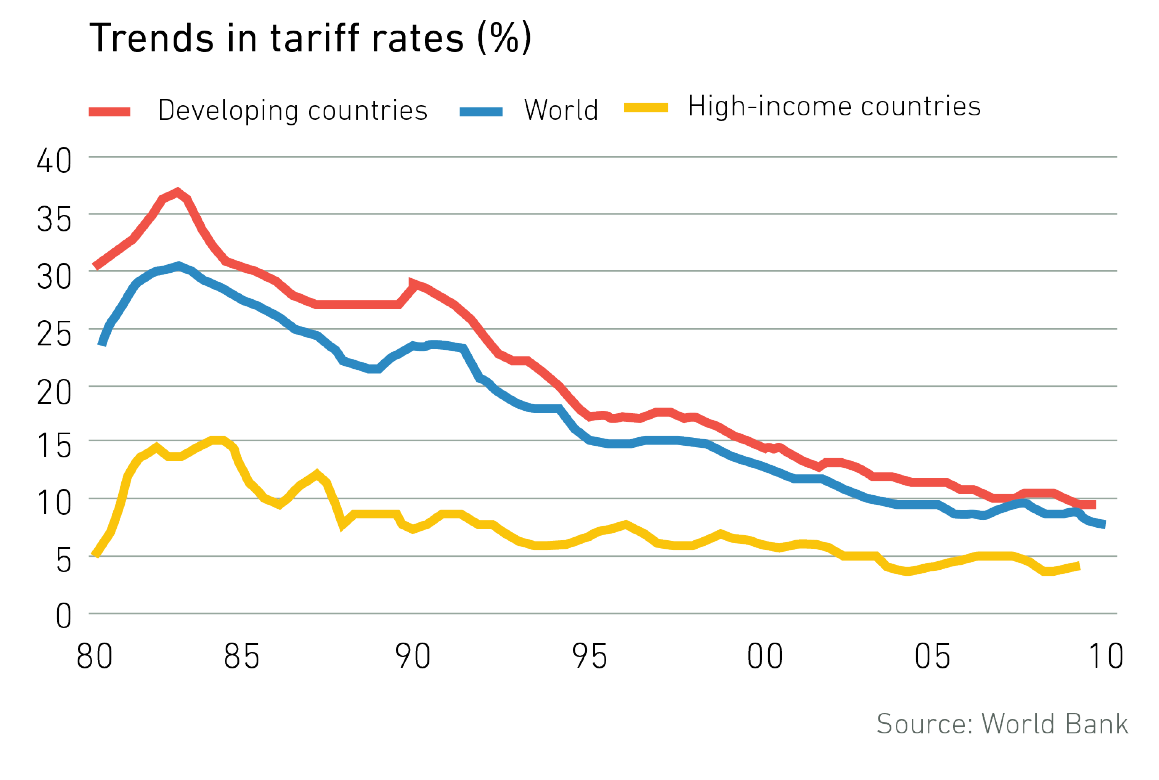 Trends in tariff rates (%)
Developing countries World High-income countries
40
35
30
25
20
15
10
5
0
80 85 90 95 00 05 10
Source: World Bank